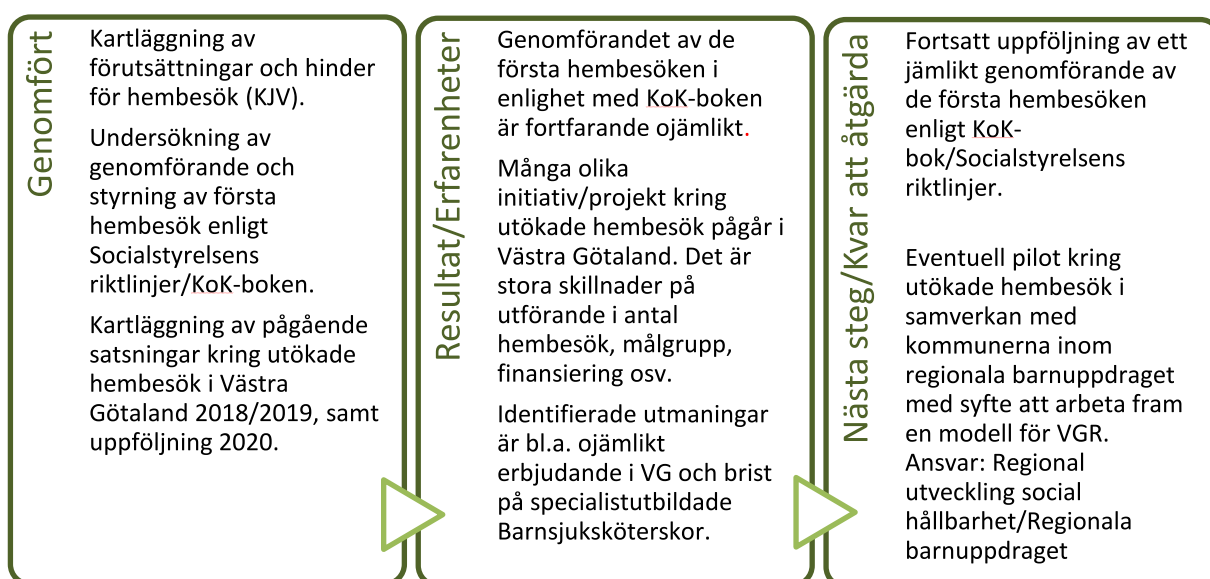 Genomfört
Kartläggning av
förutsättningar och hinder
för hembesök (KJV).
Undersökning av
genomförande och
styrning av första
hembesök enligt
Socialstyrelsens
riktlinjer/KoK-boken.
Kartläggning av pågående
satsningar kring utökade
hembesök i Västra
Götaland 2018/2019, samt
uppföljning 2020.
Resultat/Erfarenheter
Genomförandet av de
första hembesöken i
enlighet med KoK-boken
är fortfarande ojämlikt.
Många olika
initiativ/projekt kring
utökade hembesök pågår i
Västra Götaland. Det är
stora skillnader på
utförande i antal
hembesök, målgrupp,
finansiering osv.
Identifierade utmaningar
är bl.a. ojämlikt
erbjudande i VG och brist
på specialistutbildade
Barnsjuksköterskor.
Nästa steg/Kvar att åtgärda
Fortsatt uppföljning av ett
jämlikt genomförande av
de första hembesöken
enligt KoK-
bok/Socialstyrelsens
riktlinjer.
Eventuell pilot kring
utökade hembesök i
samverkan med
kommunerna inom
regionala barnuppdraget
med syfte att arbeta fram
en modell för VGR.
Ansvar: Regional
utveckling social
hållbarhet/Regionala
barnuppdraget